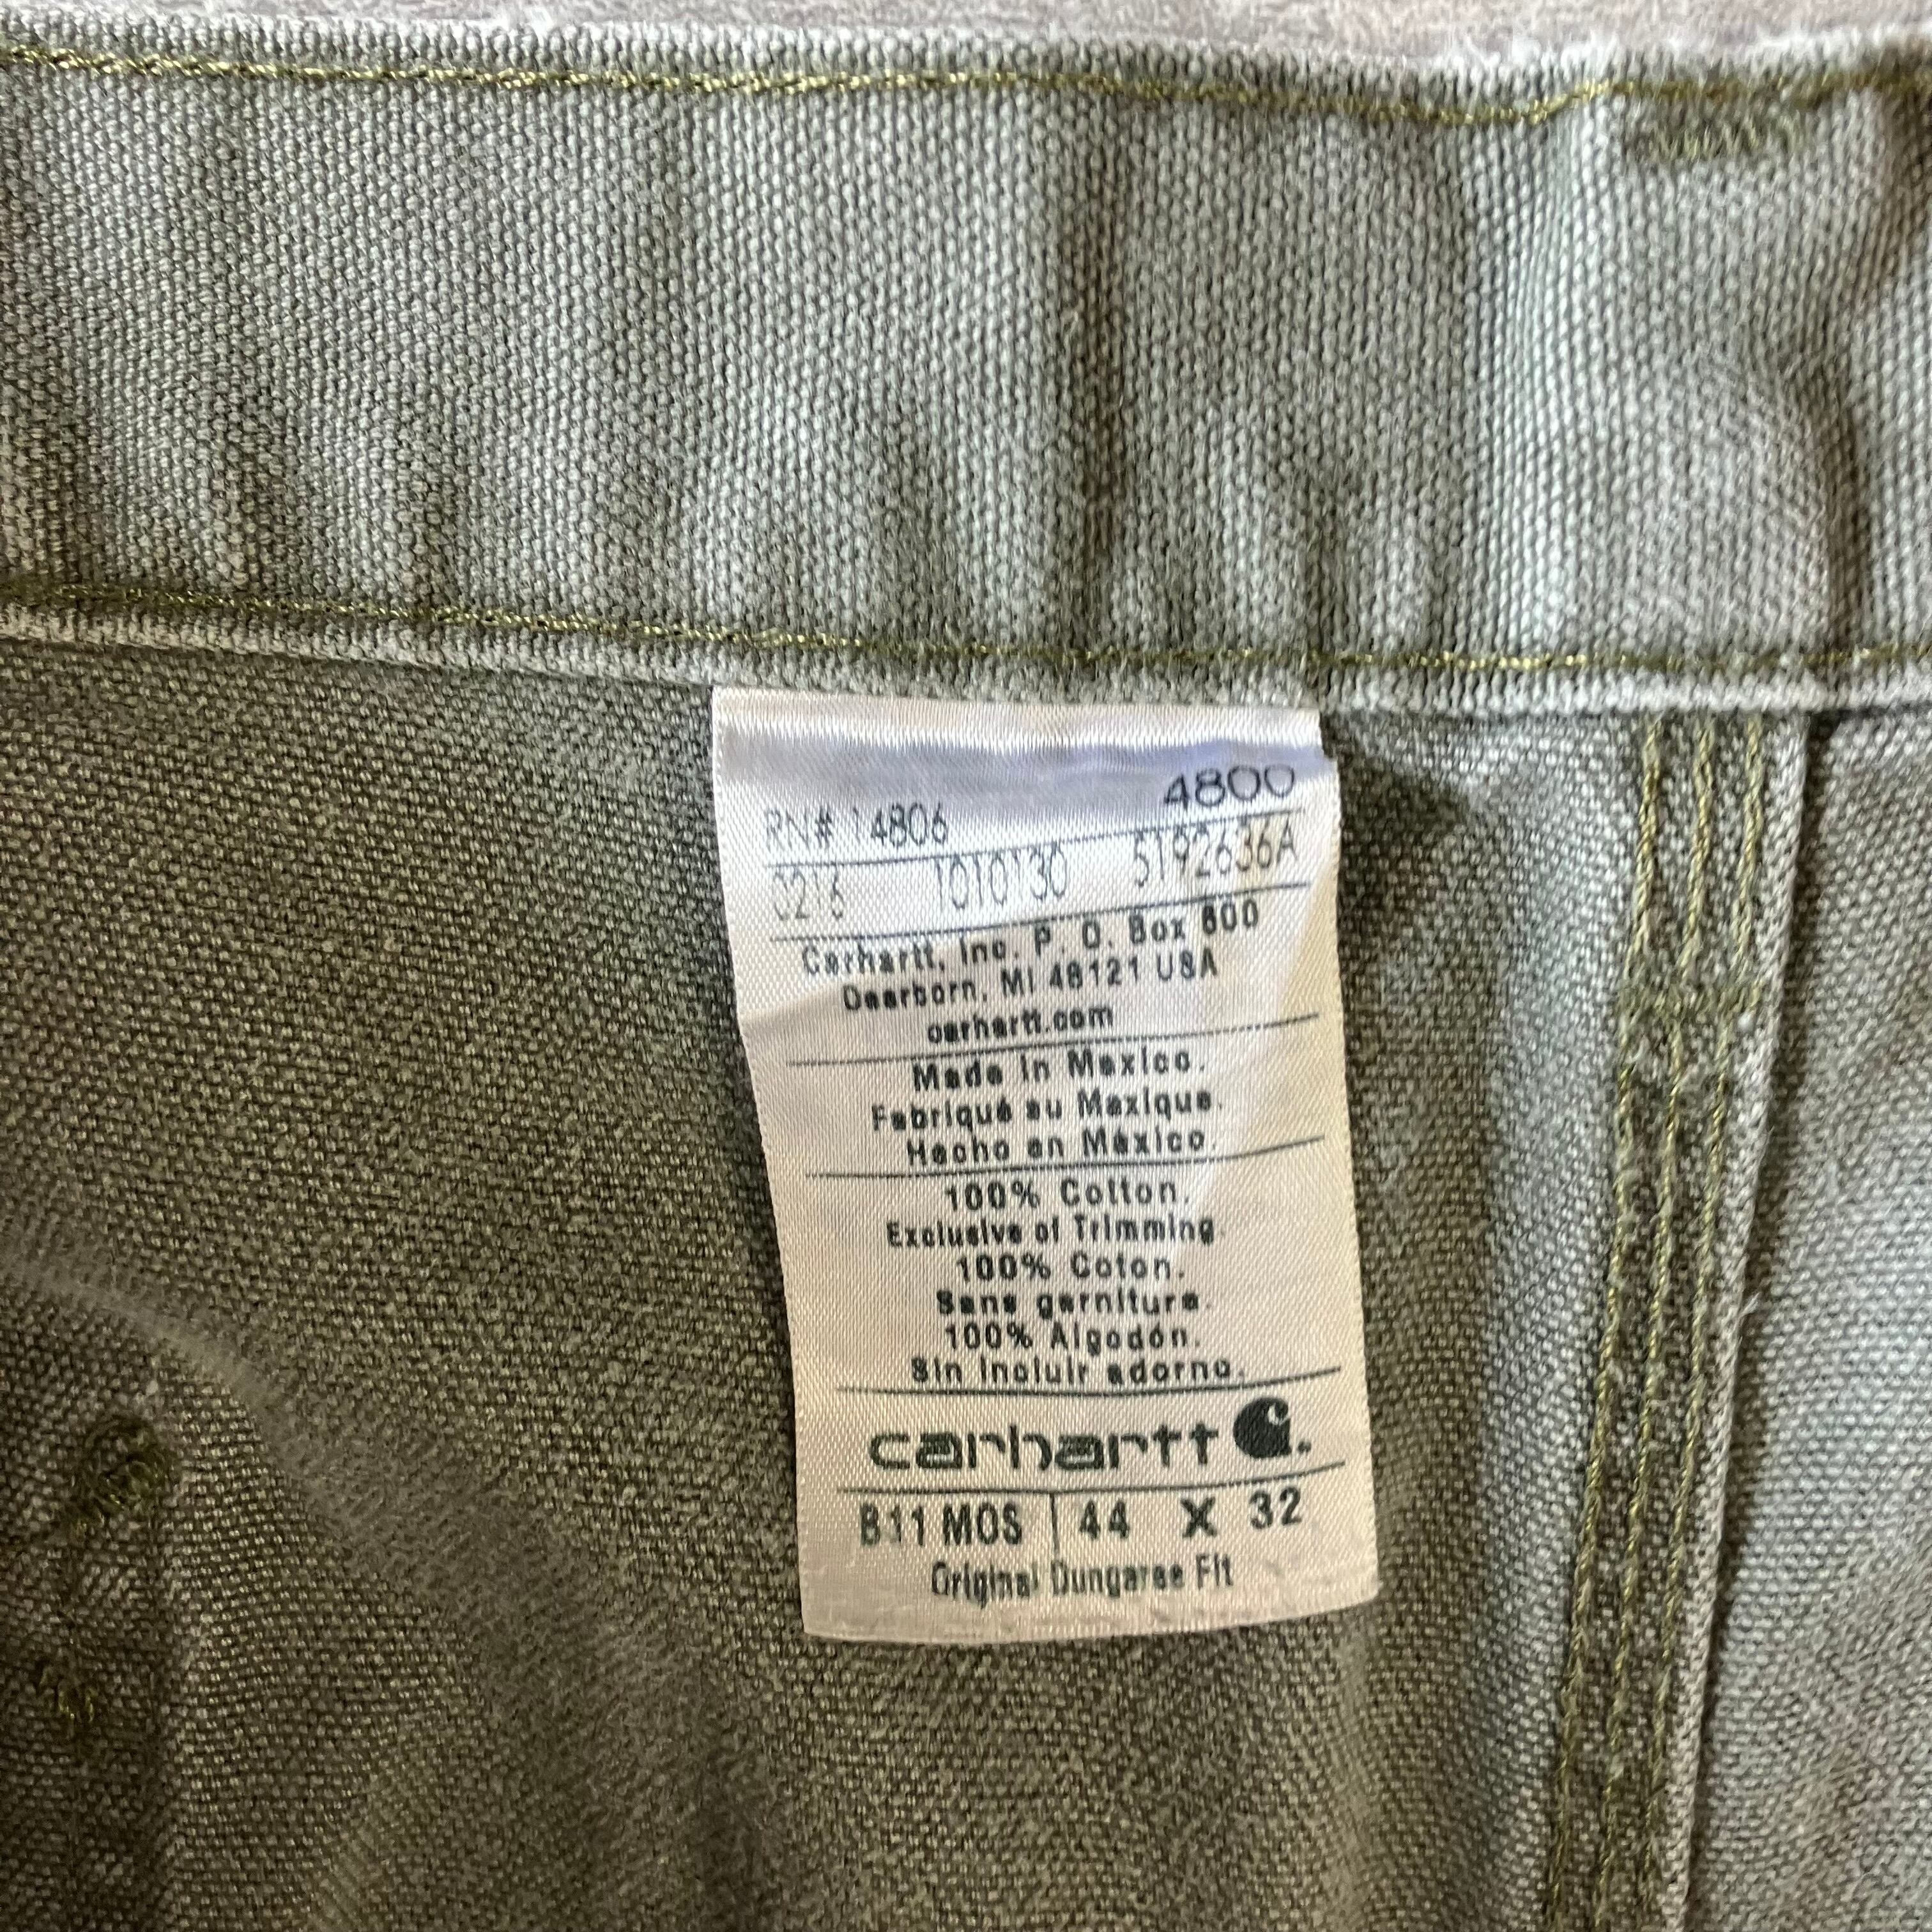 4800
RN# 14806
0216 1010130 5192636A
Carhartt, Inc. P. O. Box 600
Dearborn, MI 48121 USA
carhartt.com
Made in Mexico.
Fabriqué au Mexique.
Hecho en México.
100% Cotton.
Exclusive of Trimming.
100% Coton.
Sans garniture.
100% Algodón.
Sin incluir adorno.
carhartt
B11 MOS 44 X 32
Original Dungaree Fit